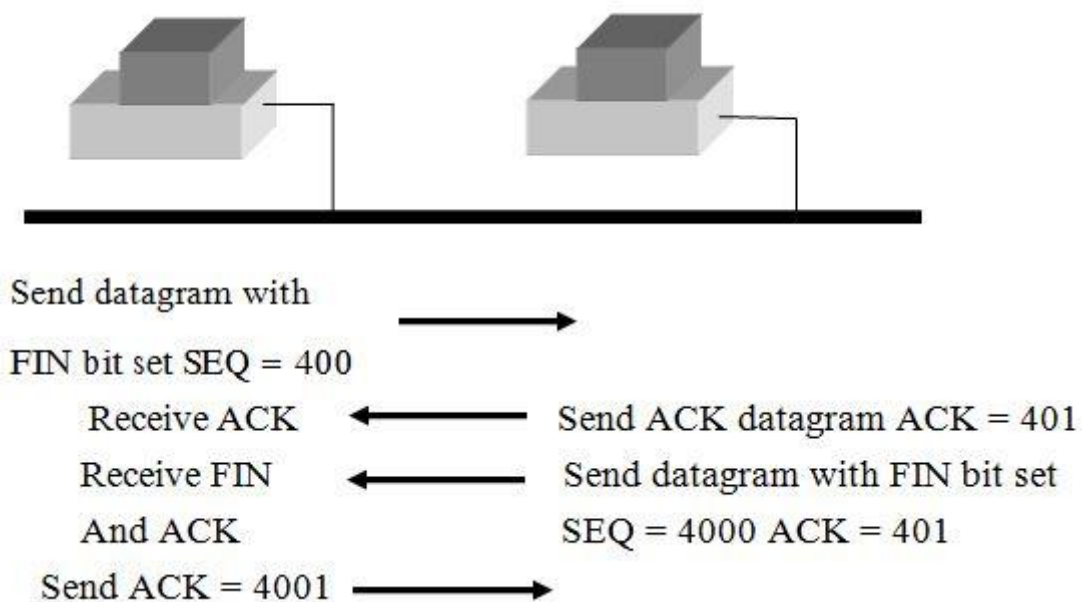 Send datagram with
FIN bit set SEQ = 400
Receive ACK
Send ACK datagram ACK = 401
Receive FIN
Send datagram with FIN bit set
And ACK
SEQ = 4000 ACK = 401
Send ACK = 4001